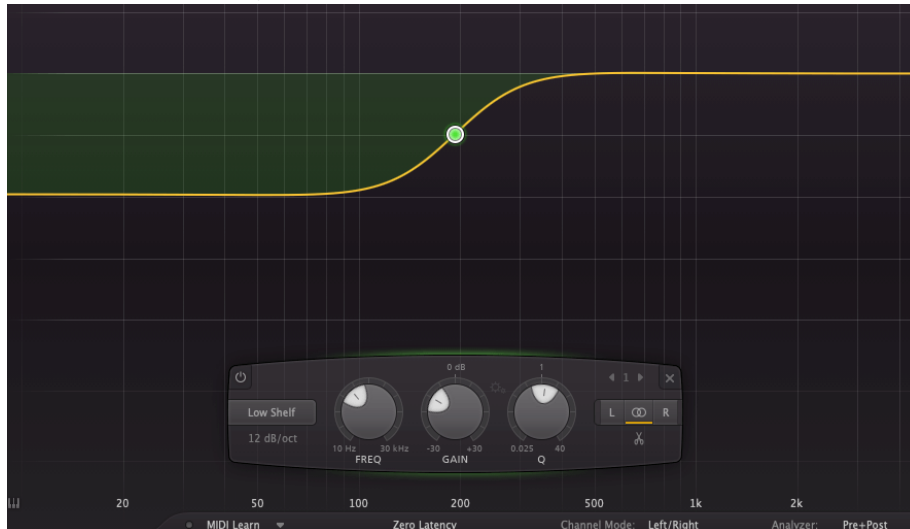 0 dB 1 1
Low Shelf L R
12 dB/oct 10 Hz 30 kHz -30 +30 0.025 40
FREQ GAIN Q
20 50 100 200 500 1k 2k
MIDI Learn Zero Latency Channel Mode: Left/Right Analyzer: Pre+Post